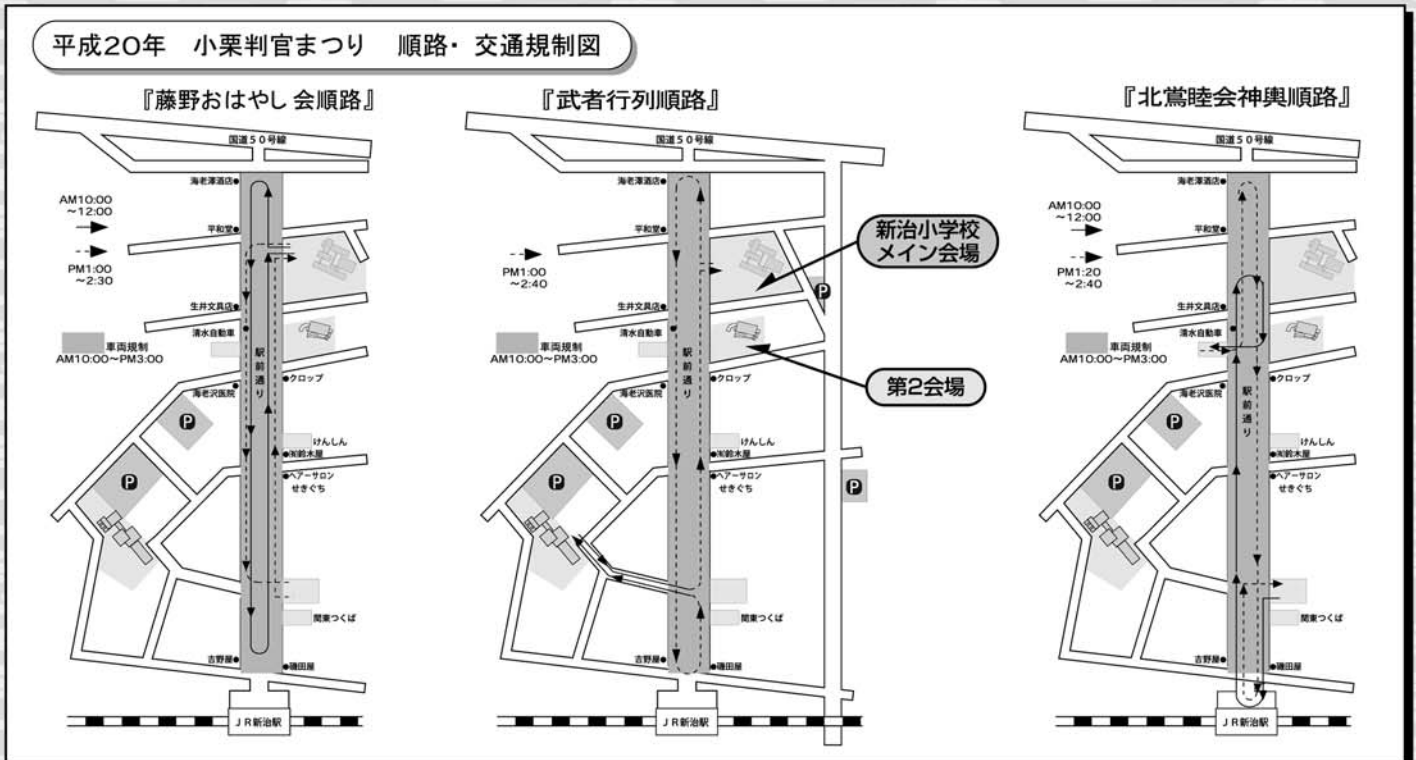 平成20年 小栗判官まつり 順路・交通規制図
『藤野おはやし会順路』
国道50号線
海老澤酒店
AM10:00
～12:00
平和堂
PM1:00
～2:30
生井文具店
清水自動車
車両規制
AM10:00～PM3:00
駅前通り
クロップ
海老沢医院
P
けんしん
㈲鈴木屋
P
ヘアーサロン
せきぐち
関東つくば
吉野屋
磯田屋
JR新治駅
『武者行列順路』
国道50号線
海老澤酒店
平和堂
新治小学校
メイン会場
PM1:00
～2:40
P
生井文具店
清水自動車
車両規制
AM10:00～PM3:00
駅前通り
クロップ
第2会場
海老沢医院
P
けんしん
㈲鈴木屋
P
ヘアーサロン
せきぐち
P
関東つくば
吉野屋
磯田屋
JR新治駅
『北鴬睦会神輿順路』
国道50号線
海老澤酒店
AM10:00
～12:00
平和堂
PM1:20
～2:40
生井文具店
清水自動車
車両規制
AM10:00～PM3:00
クロップ
海老沢医院
駅前通り
P
けんしん
㈲鈴木屋
P
ヘアーサロン
せきぐち
関東つくば
吉野屋
磯田屋
JR新治駅